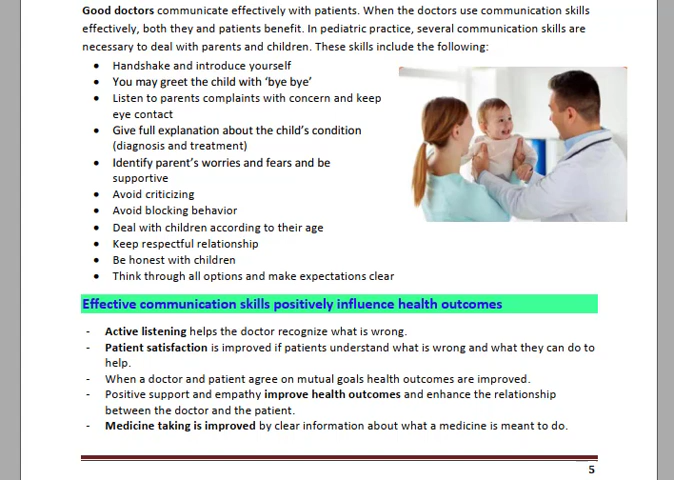 Good doctors communicate effectively with patients. When the doctors use communication skills
effectively, both they and patients benefit. In pediatric practice, several communication skills are
necessary to deal with parents and children. These skills include the following:
• Handshake and introduce yourself
• You may greet the child with ‘bye bye’
• Listen to parents complaints with concern and keep
eye contact
• Give full explanation about the child’s condition
(diagnosis and treatment)
• Identify parent’s worries and fears and be
supportive
• Avoid criticizing
• Avoid blocking behavior
• Deal with children according to their age
• Keep respectful relationship
• Be honest with children
• Think through all options and make expectations clear
Effective communication skills positively influence health outcomes
- Active listening helps the doctor recognize what is wrong.
- Patient satisfaction is improved if patients understand what is wrong and what they can do to
help.
- When a doctor and patient agree on mutual goals health outcomes are improved.
- Positive support and empathy improve health outcomes and enhance the relationship
between the doctor and the patient.
- Medicine taking is improved by clear information about what a medicine is meant to do.
5